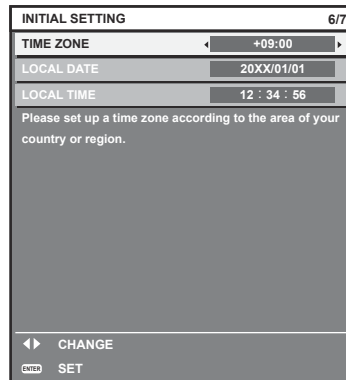 INITIAL SETTING 6/7
TIME ZONE +09:00
LOCAL DATE 20XX/01/01
LOCAL TIME 12 : 34 : 56
Please set up a time zone according to the area of your
country or region.
CHANGE
ENTER SET